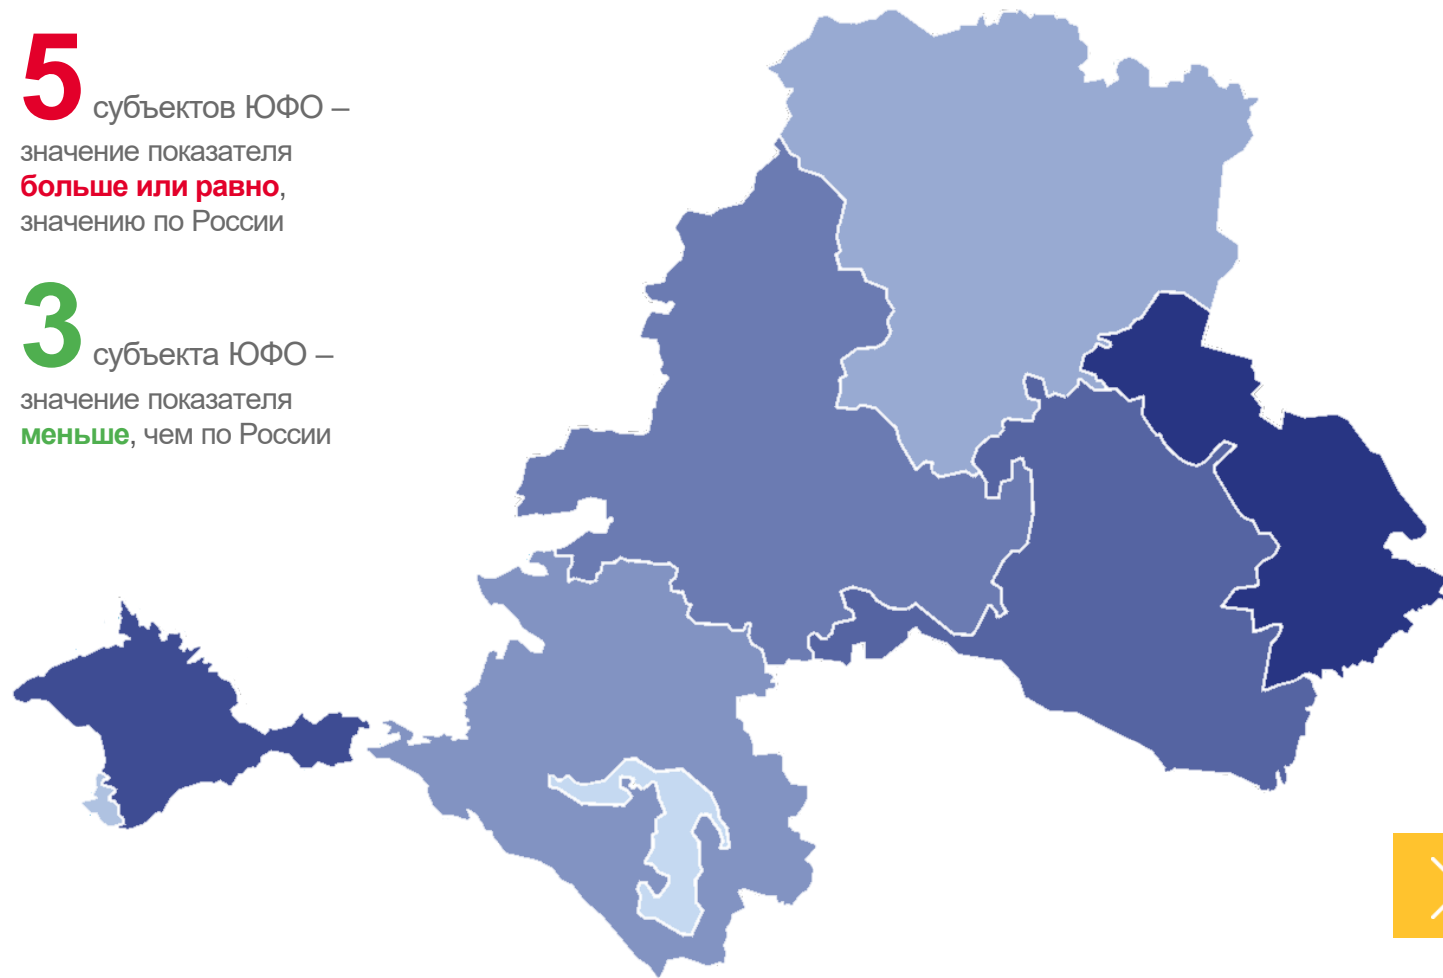 5 субъектов ЮФО –
значение показателя
больше или равно,
значению по России
3 субъекта ЮФО –
значение показателя
меньше, чем по России